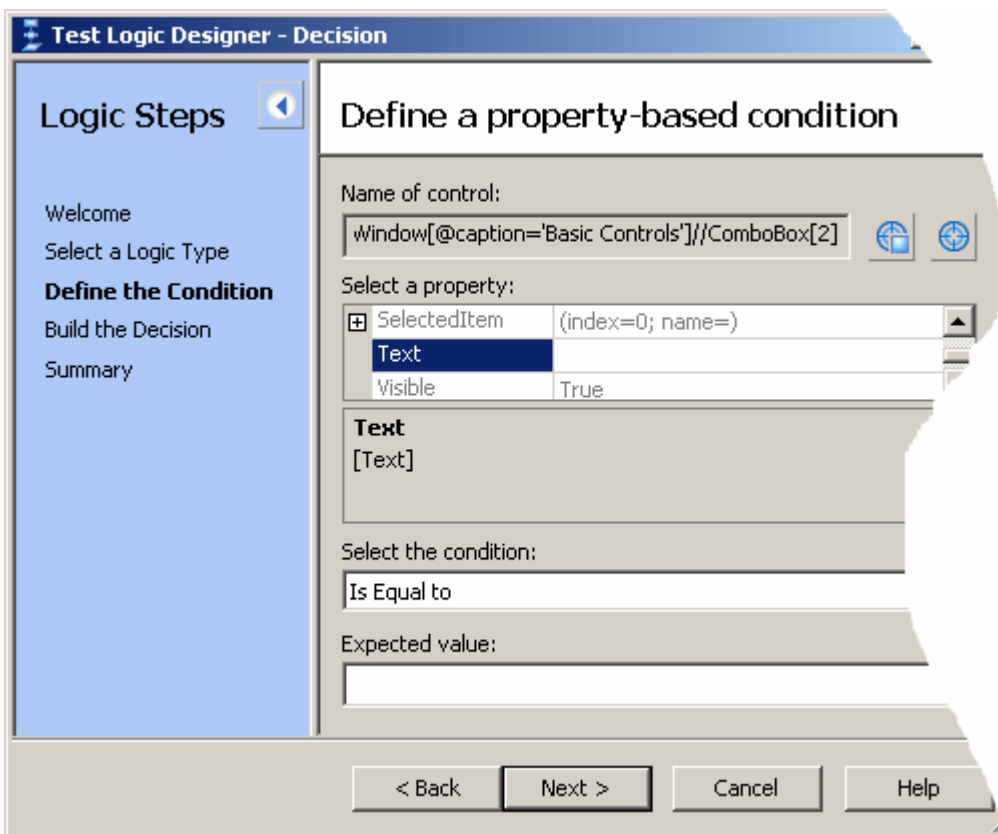 Test Logic Designer - Decision
Logic Steps
Welcome
Select a Logic Type
Define the Condition
Build the Decision
Summary
Define a property-based condition
Name of control:
Window[@caption='Basic Controls']//ComboBox[2]
Select a property:
SelectedItem (index=0; name=)
Text
Visible True
Text
[Text]
Select the condition:
Is Equal to
Expected value:
< Back Next > Cancel Help